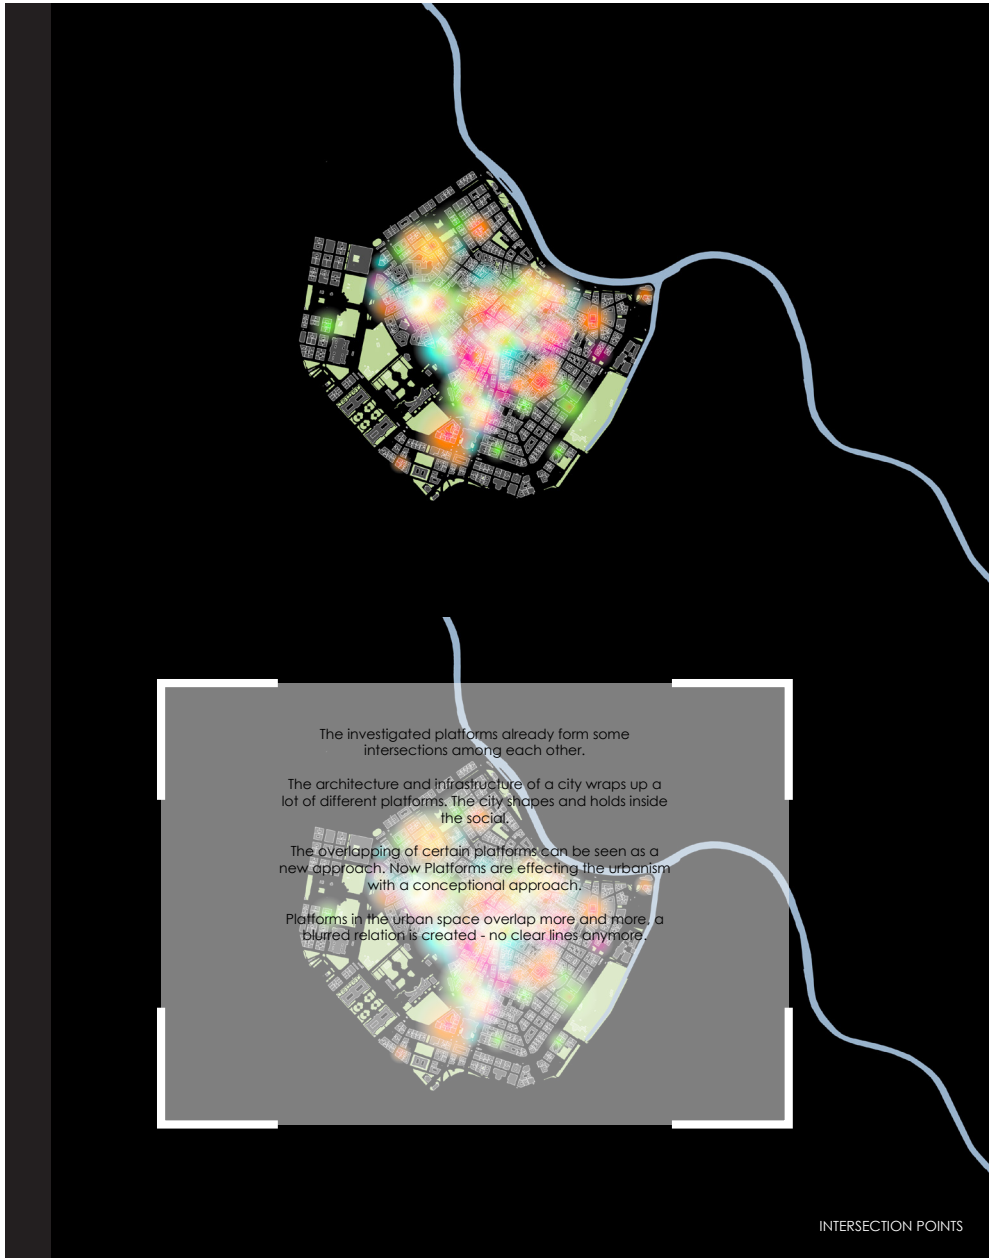 The investigated platforms already form some
intersections among each other.
The architecture and infrastructure of a city wraps up a
lot of different platforms. The city shapes and holds inside
the social.
The overlapping of certain platforms can be seen as a
new approach. Now Platforms are effecting the urbanism
with a conceptional approach.
Platforms in the urban space overlap more and more. a
blurred relation is created - no clear lines anymore.
INTERSECTION POINTS